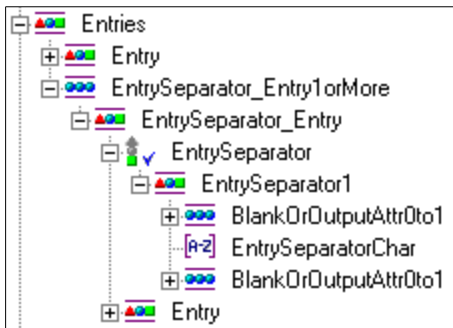 Entries
Entry
EntrySeparator_Entry1orMore
EntrySeparator_Entry
EntrySeparator
EntrySeparator1
BlankOrOutputAttr0to1
[A-Z] EntrySeparatorChar
BlankOrOutputAttr0to1
Entry